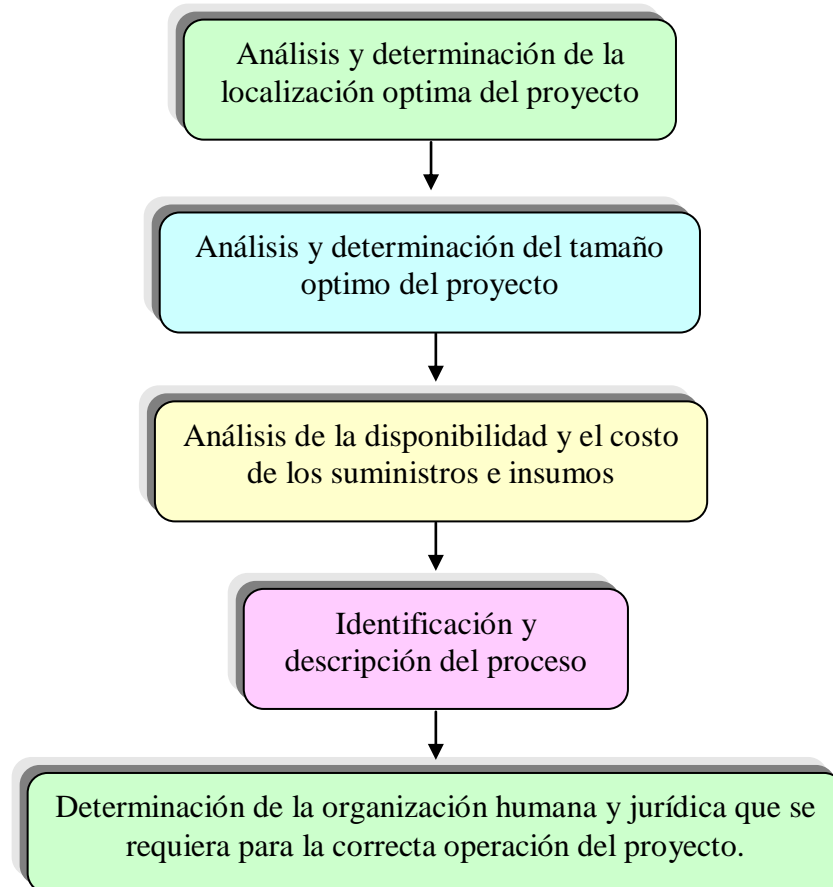 Análisis y determinación de la
localización optima del proyecto
Análisis y determinación del tamaño
optimo del proyecto
Análisis de la disponibilidad y el costo
de los suministros e insumos
Identificación y
descripción del proceso
Determinación de la organización humana y jurídica que se
requiera para la correcta operación del proyecto.